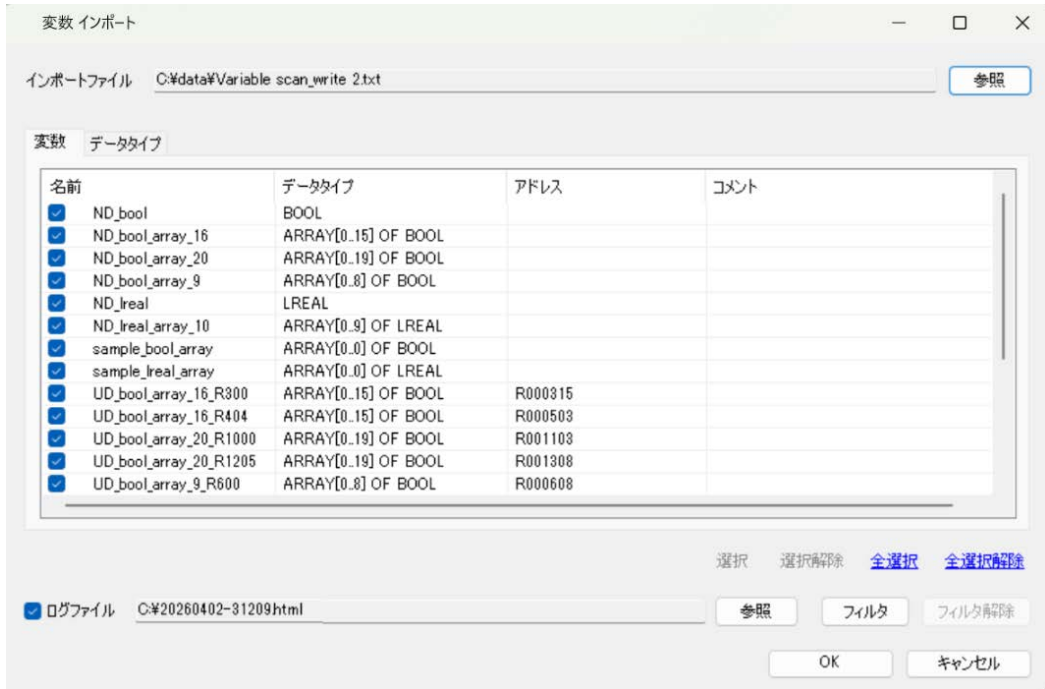 変数 インポート
インポートファイル C:¥data¥Variable scan_write 2.txt 参照
変数 データタイプ
名前 データタイプ アドレス コメント
ND_bool BOOL
ND_bool_array_16 ARRAY[0..15] OF BOOL
ND_bool_array_20 ARRAY[0..19] OF BOOL
ND_bool_array_9 ARRAY[0..8] OF BOOL
ND_lreal LREAL
ND_lreal_array_10 ARRAY[0..9] OF LREAL
sample_bool_array ARRAY[0..0] OF BOOL
sample_lreal_array ARRAY[0..0] OF LREAL
UD_bool_array_16_R300 ARRAY[0..15] OF BOOL R000315
UD_bool_array_16_R404 ARRAY[0..15] OF BOOL R000503
UD_bool_array_20_R1000 ARRAY[0..19] OF BOOL R001103
UD_bool_array_20_R1205 ARRAY[0..19] OF BOOL R001308
UD_bool_array_9_R600 ARRAY[0..8] OF BOOL R000608
選択 選択解除 全選択 全選択解除
ログファイル C:¥20260402-31209.html 参照 フィルタ フィルタ解除
OK キャンセル